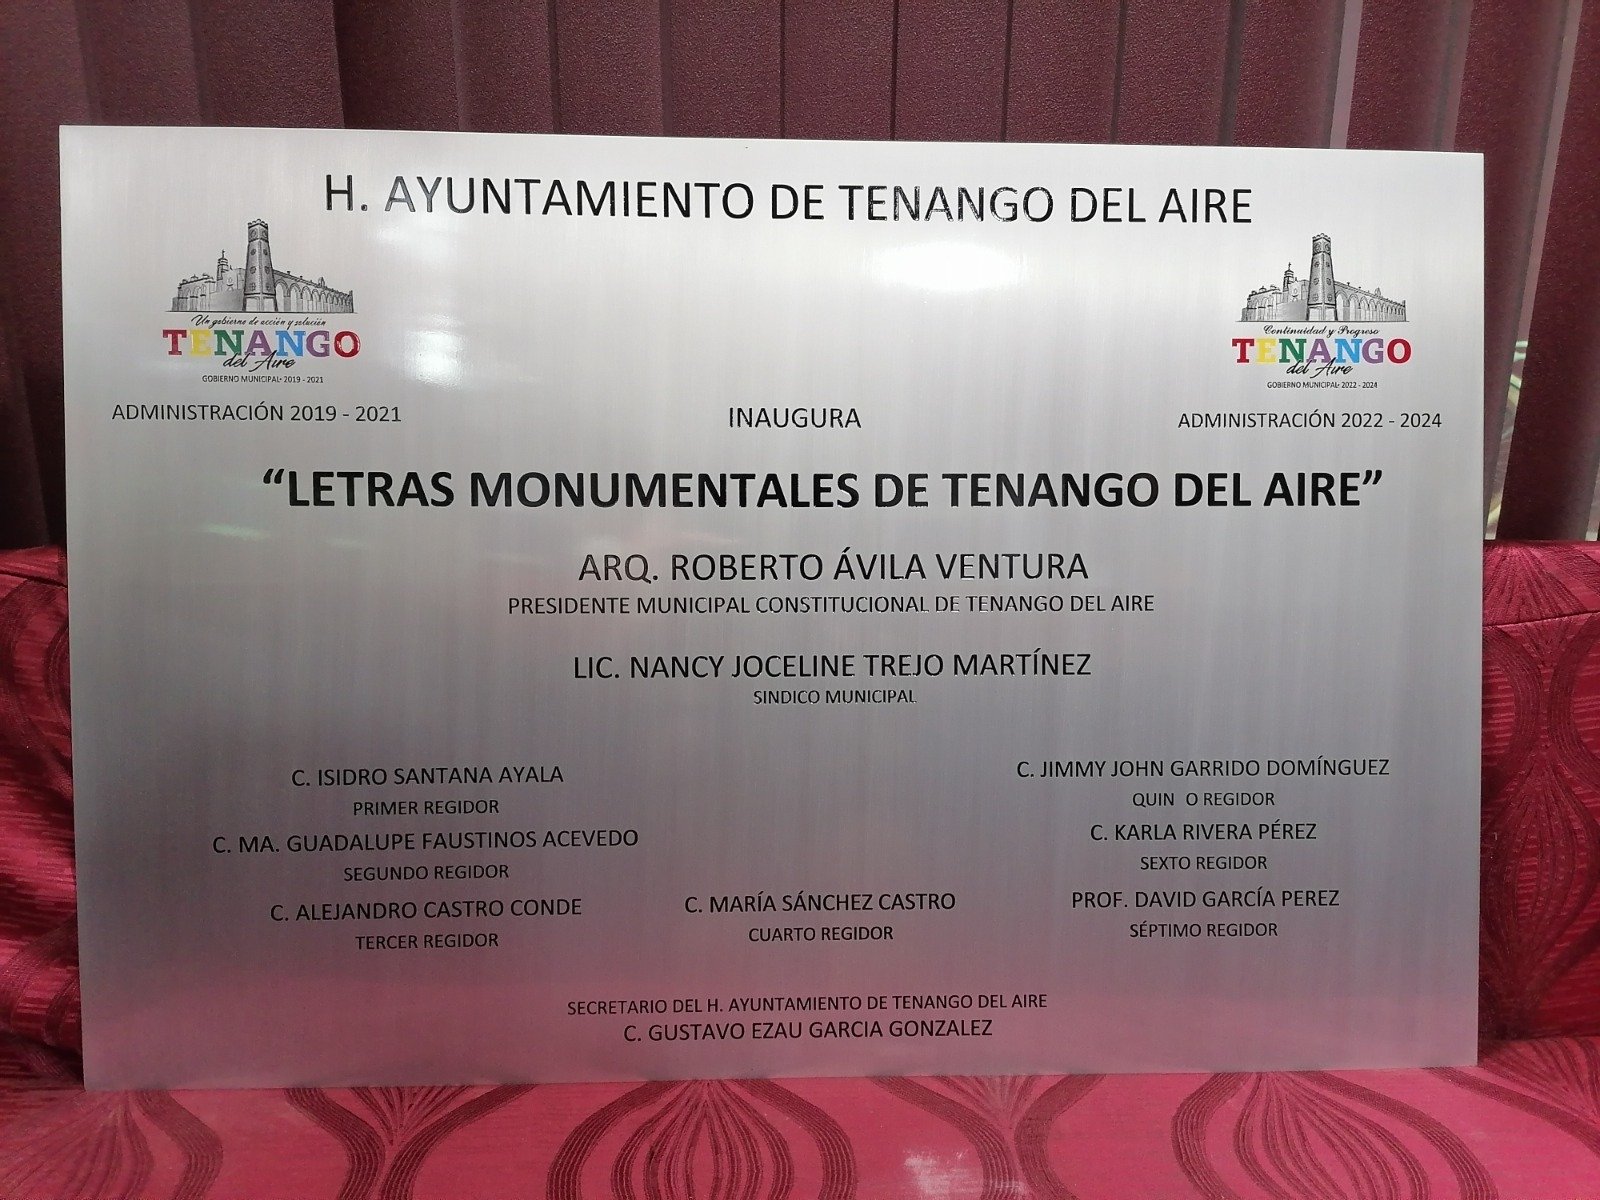 H. AYUNTAMIENTO DE TENANGO DEL AIRE
Un gobierno de acción y solución
TENANGO
del Aire
GOBIERNO MUNICIPAL• 2019 - 2021
ADMINISTRACIÓN 2019 - 2021
Continuidad y Progreso
TENANGO
del Aire
GOBIERNO MUNICIPAL• 2022 - 2024
ADMINISTRACIÓN 2022 - 2024
INAUGURA
“LETRAS MONUMENTALES DE TENANGO DEL AIRE”
ARQ. ROBERTO ÁVILA VENTURA
PRESIDENTE MUNICIPAL CONSTITUCIONAL DE TENANGO DEL AIRE
LIC. NANCY JOCELINE TREJO MARTÍNEZ
SINDICO MUNICIPAL
C. ISIDRO SANTANA AYALA
PRIMER REGIDOR
C. MA. GUADALUPE FAUSTINOS ACEVEDO
SEGUNDO REGIDOR
C. ALEJANDRO CASTRO CONDE
TERCER REGIDOR
C. MARÍA SÁNCHEZ CASTRO
CUARTO REGIDOR
C. JIMMY JOHN GARRIDO DOMÍNGUEZ
QUIN O REGIDOR
C. KARLA RIVERA PÉREZ
SEXTO REGIDOR
PROF. DAVID GARCÍA PEREZ
SÉPTIMO REGIDOR
SECRETARIO DEL H. AYUNTAMIENTO DE TENANGO DEL AIRE
C. GUSTAVO EZAU GARCIA GONZALEZ